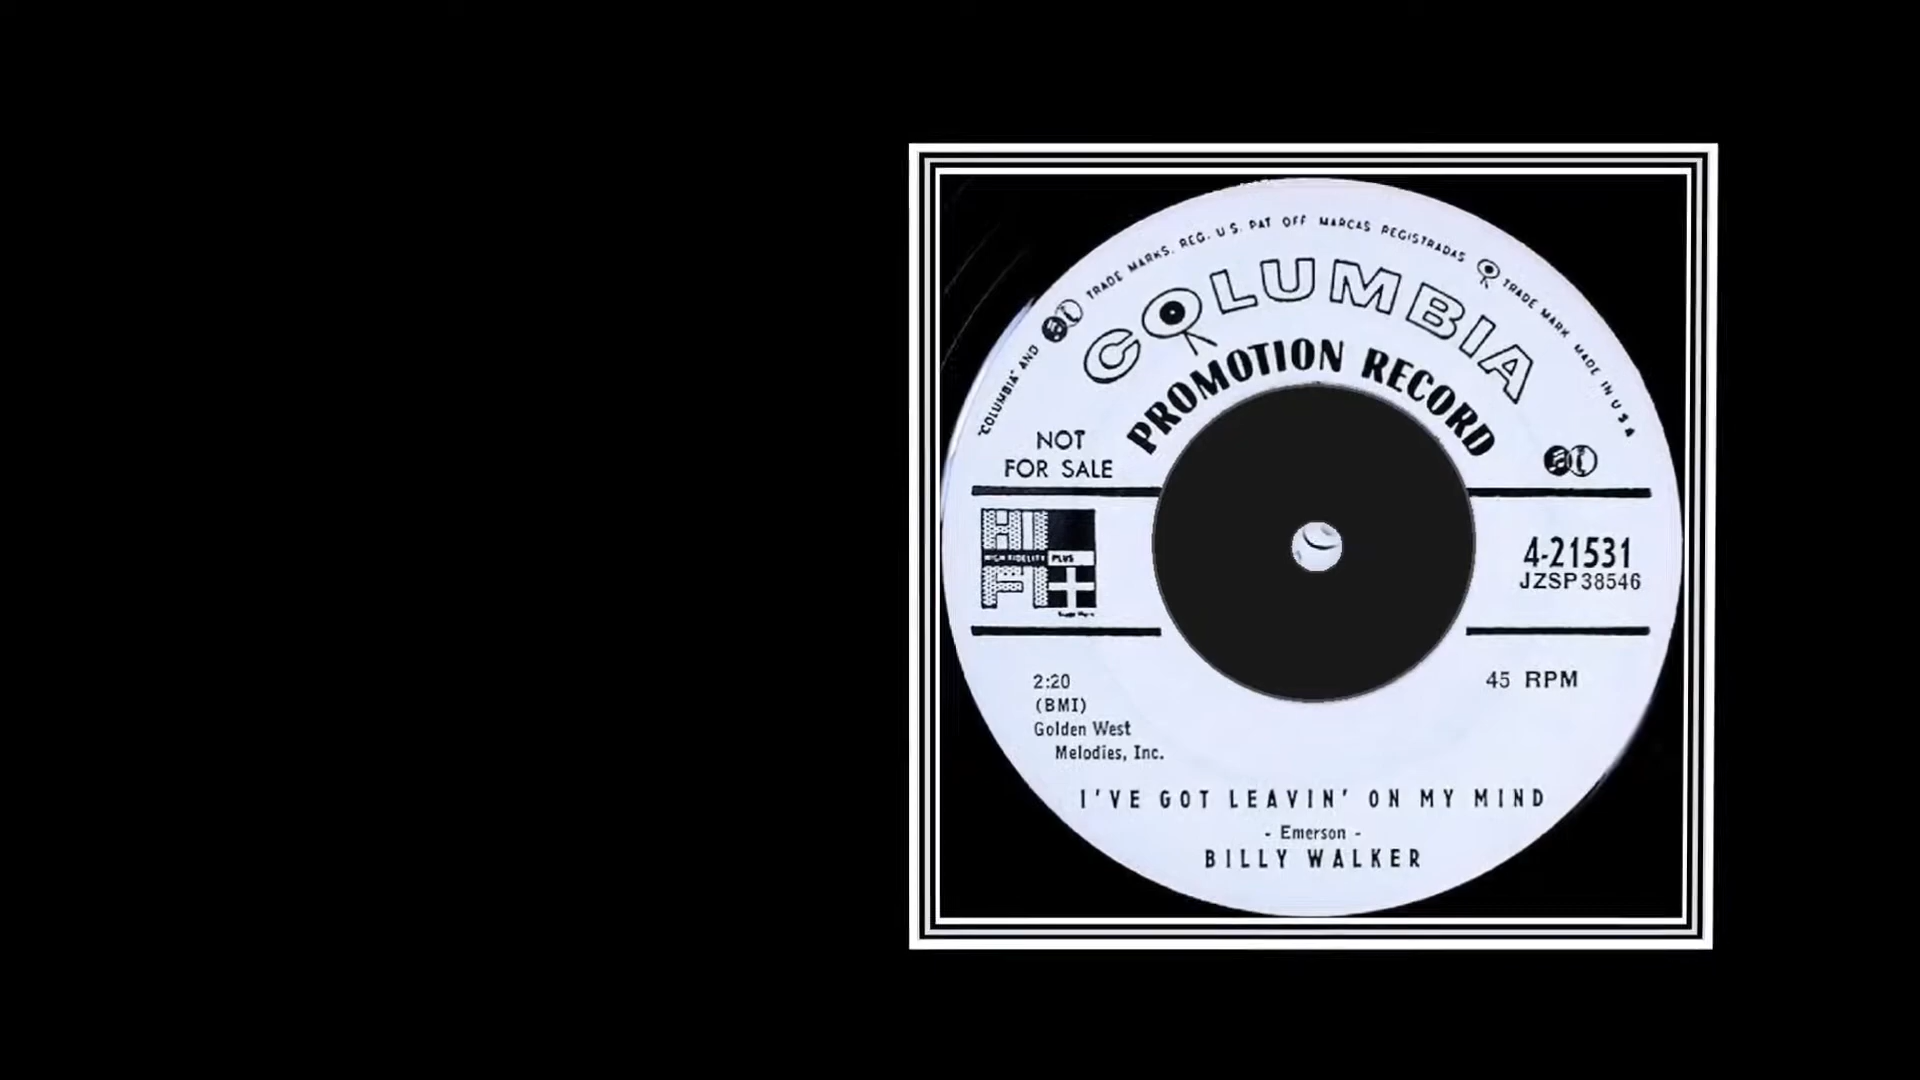 "COLUMBIA" AND TRADE MARKS. REG. U.S. PAT OFF MARCAS REGISTRADAS TRADE MARK MADE IN U S A
COLUMBIA
PROMOTION RECORD
NOT
FOR SALE
HI
HIGH FIDELITY PLUS
FI
4-21531
JZSP38546
2:20
(BMI)
Golden West
Melodies, Inc.
45 RPM
I'VE GOT LEAVIN' ON MY MIND
- Emerson -
BILLY WALKER